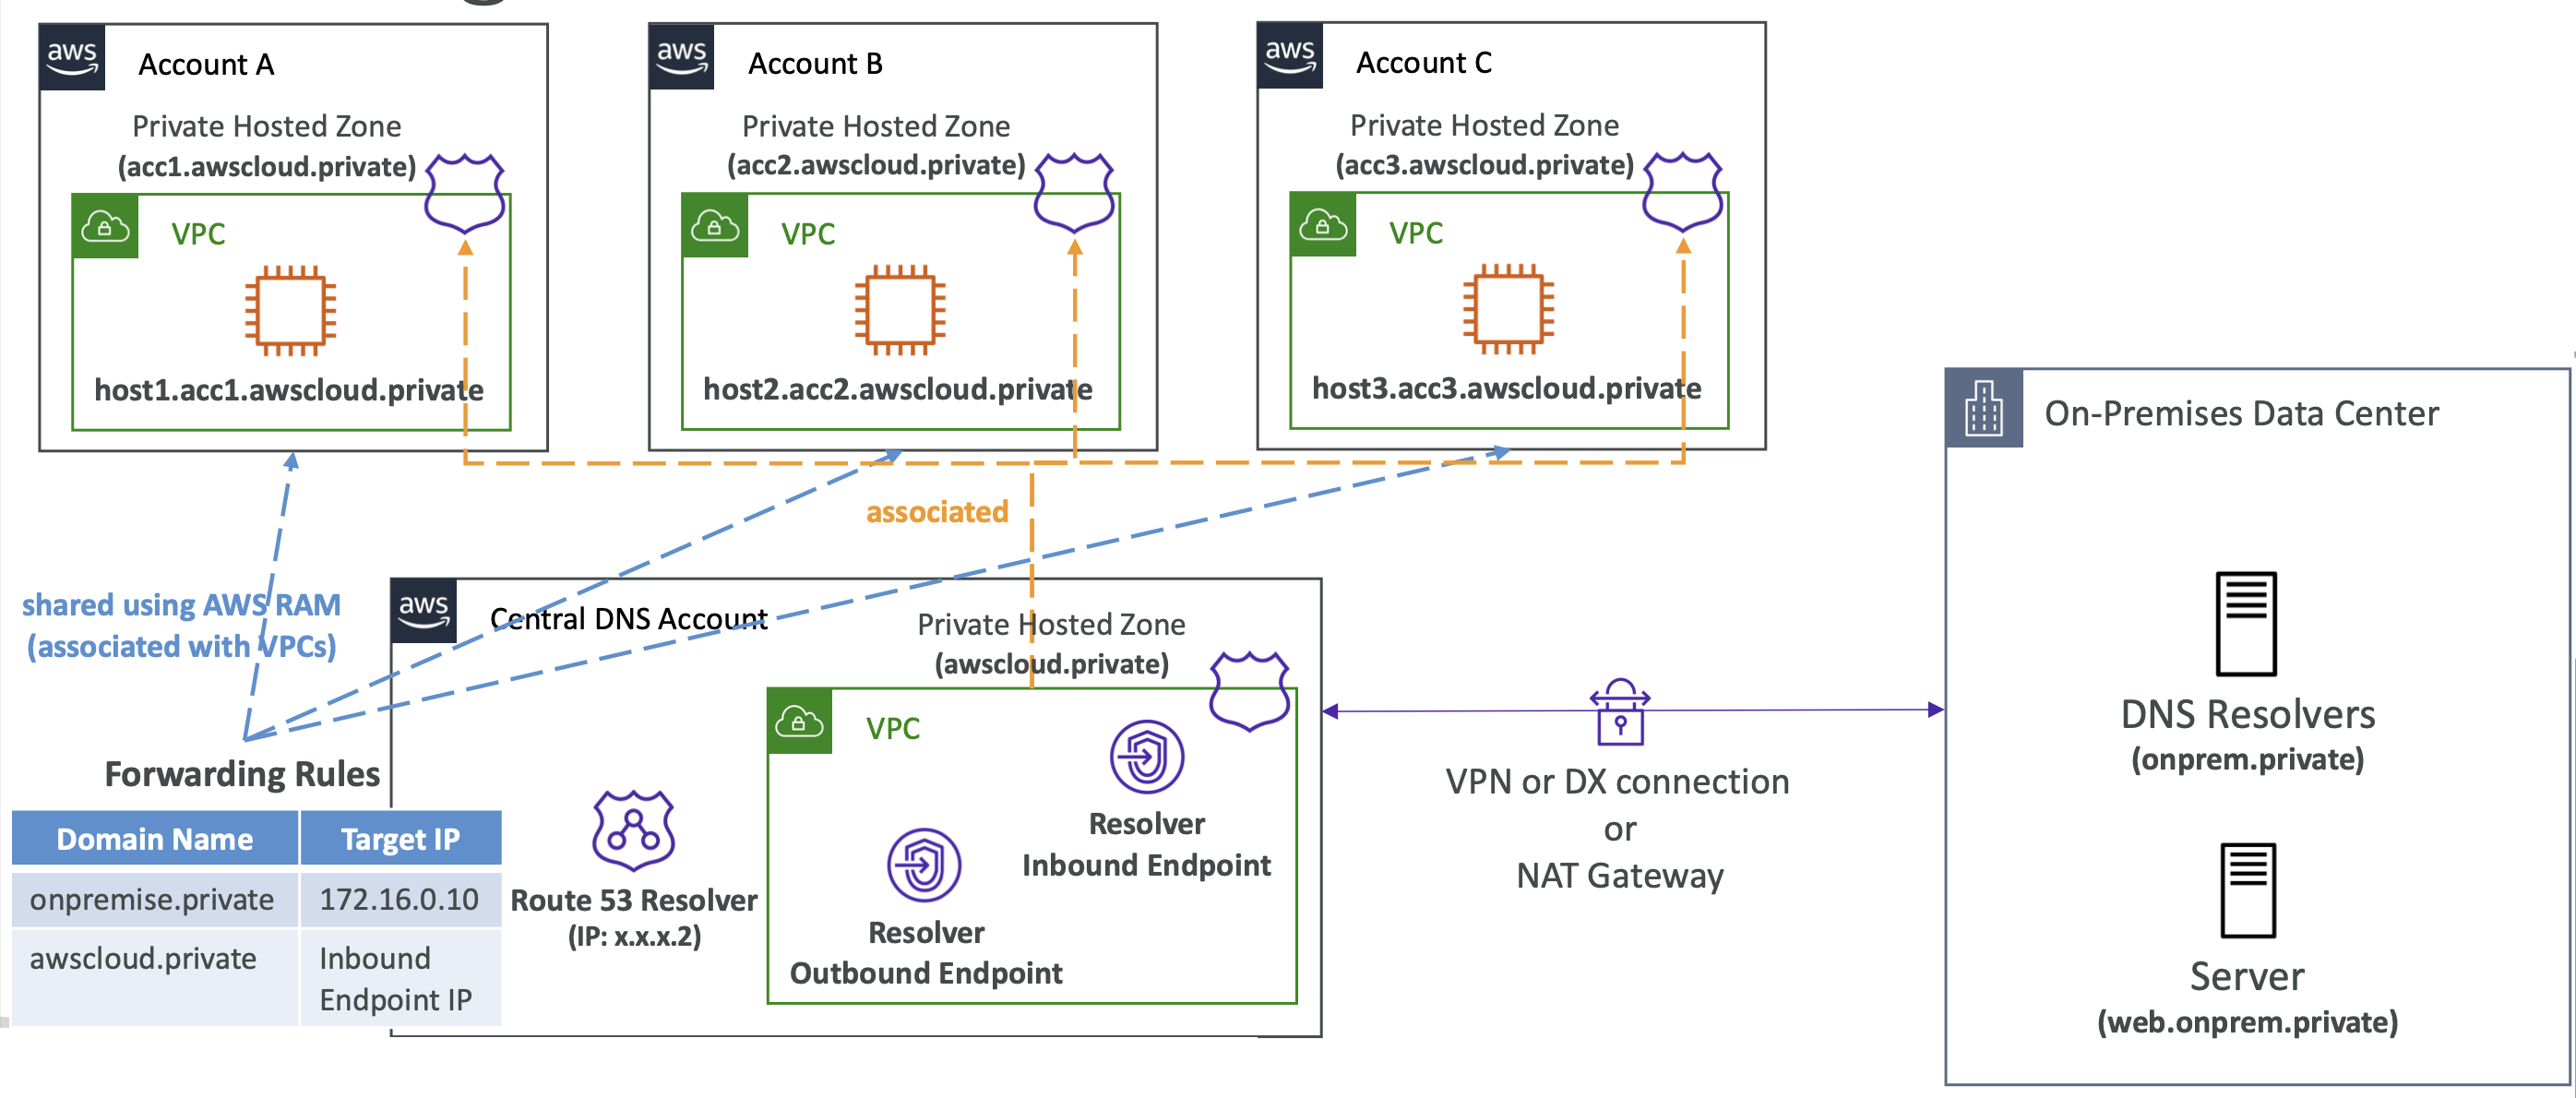 aws
Account A
Private Hosted Zone
(acc1.awscloud.private)
VPC
host1.acc1.awscloud.private
aws
Account B
Private Hosted Zone
(acc2.awscloud.private)
VPC
host2.acc2.awscloud.private
aws
Account C
Private Hosted Zone
(acc3.awscloud.private)
VPC
host3.acc3.awscloud.private
associated
shared using AWS RAM
(associated with VPCs)
Forwarding Rules
Domain Name Target IP
onpremise.private 172.16.0.10
awscloud.private Inbound
Endpoint IP
aws
Central DNS Account
Private Hosted Zone
(awscloud.private)
VPC
Resolver
Inbound Endpoint
Resolver
Outbound Endpoint
Route 53 Resolver
(IP: x.x.x.2)
VPN or DX connection
or
NAT Gateway
On-Premises Data Center
DNS Resolvers
(onprem.private)
Server
(web.onprem.private)